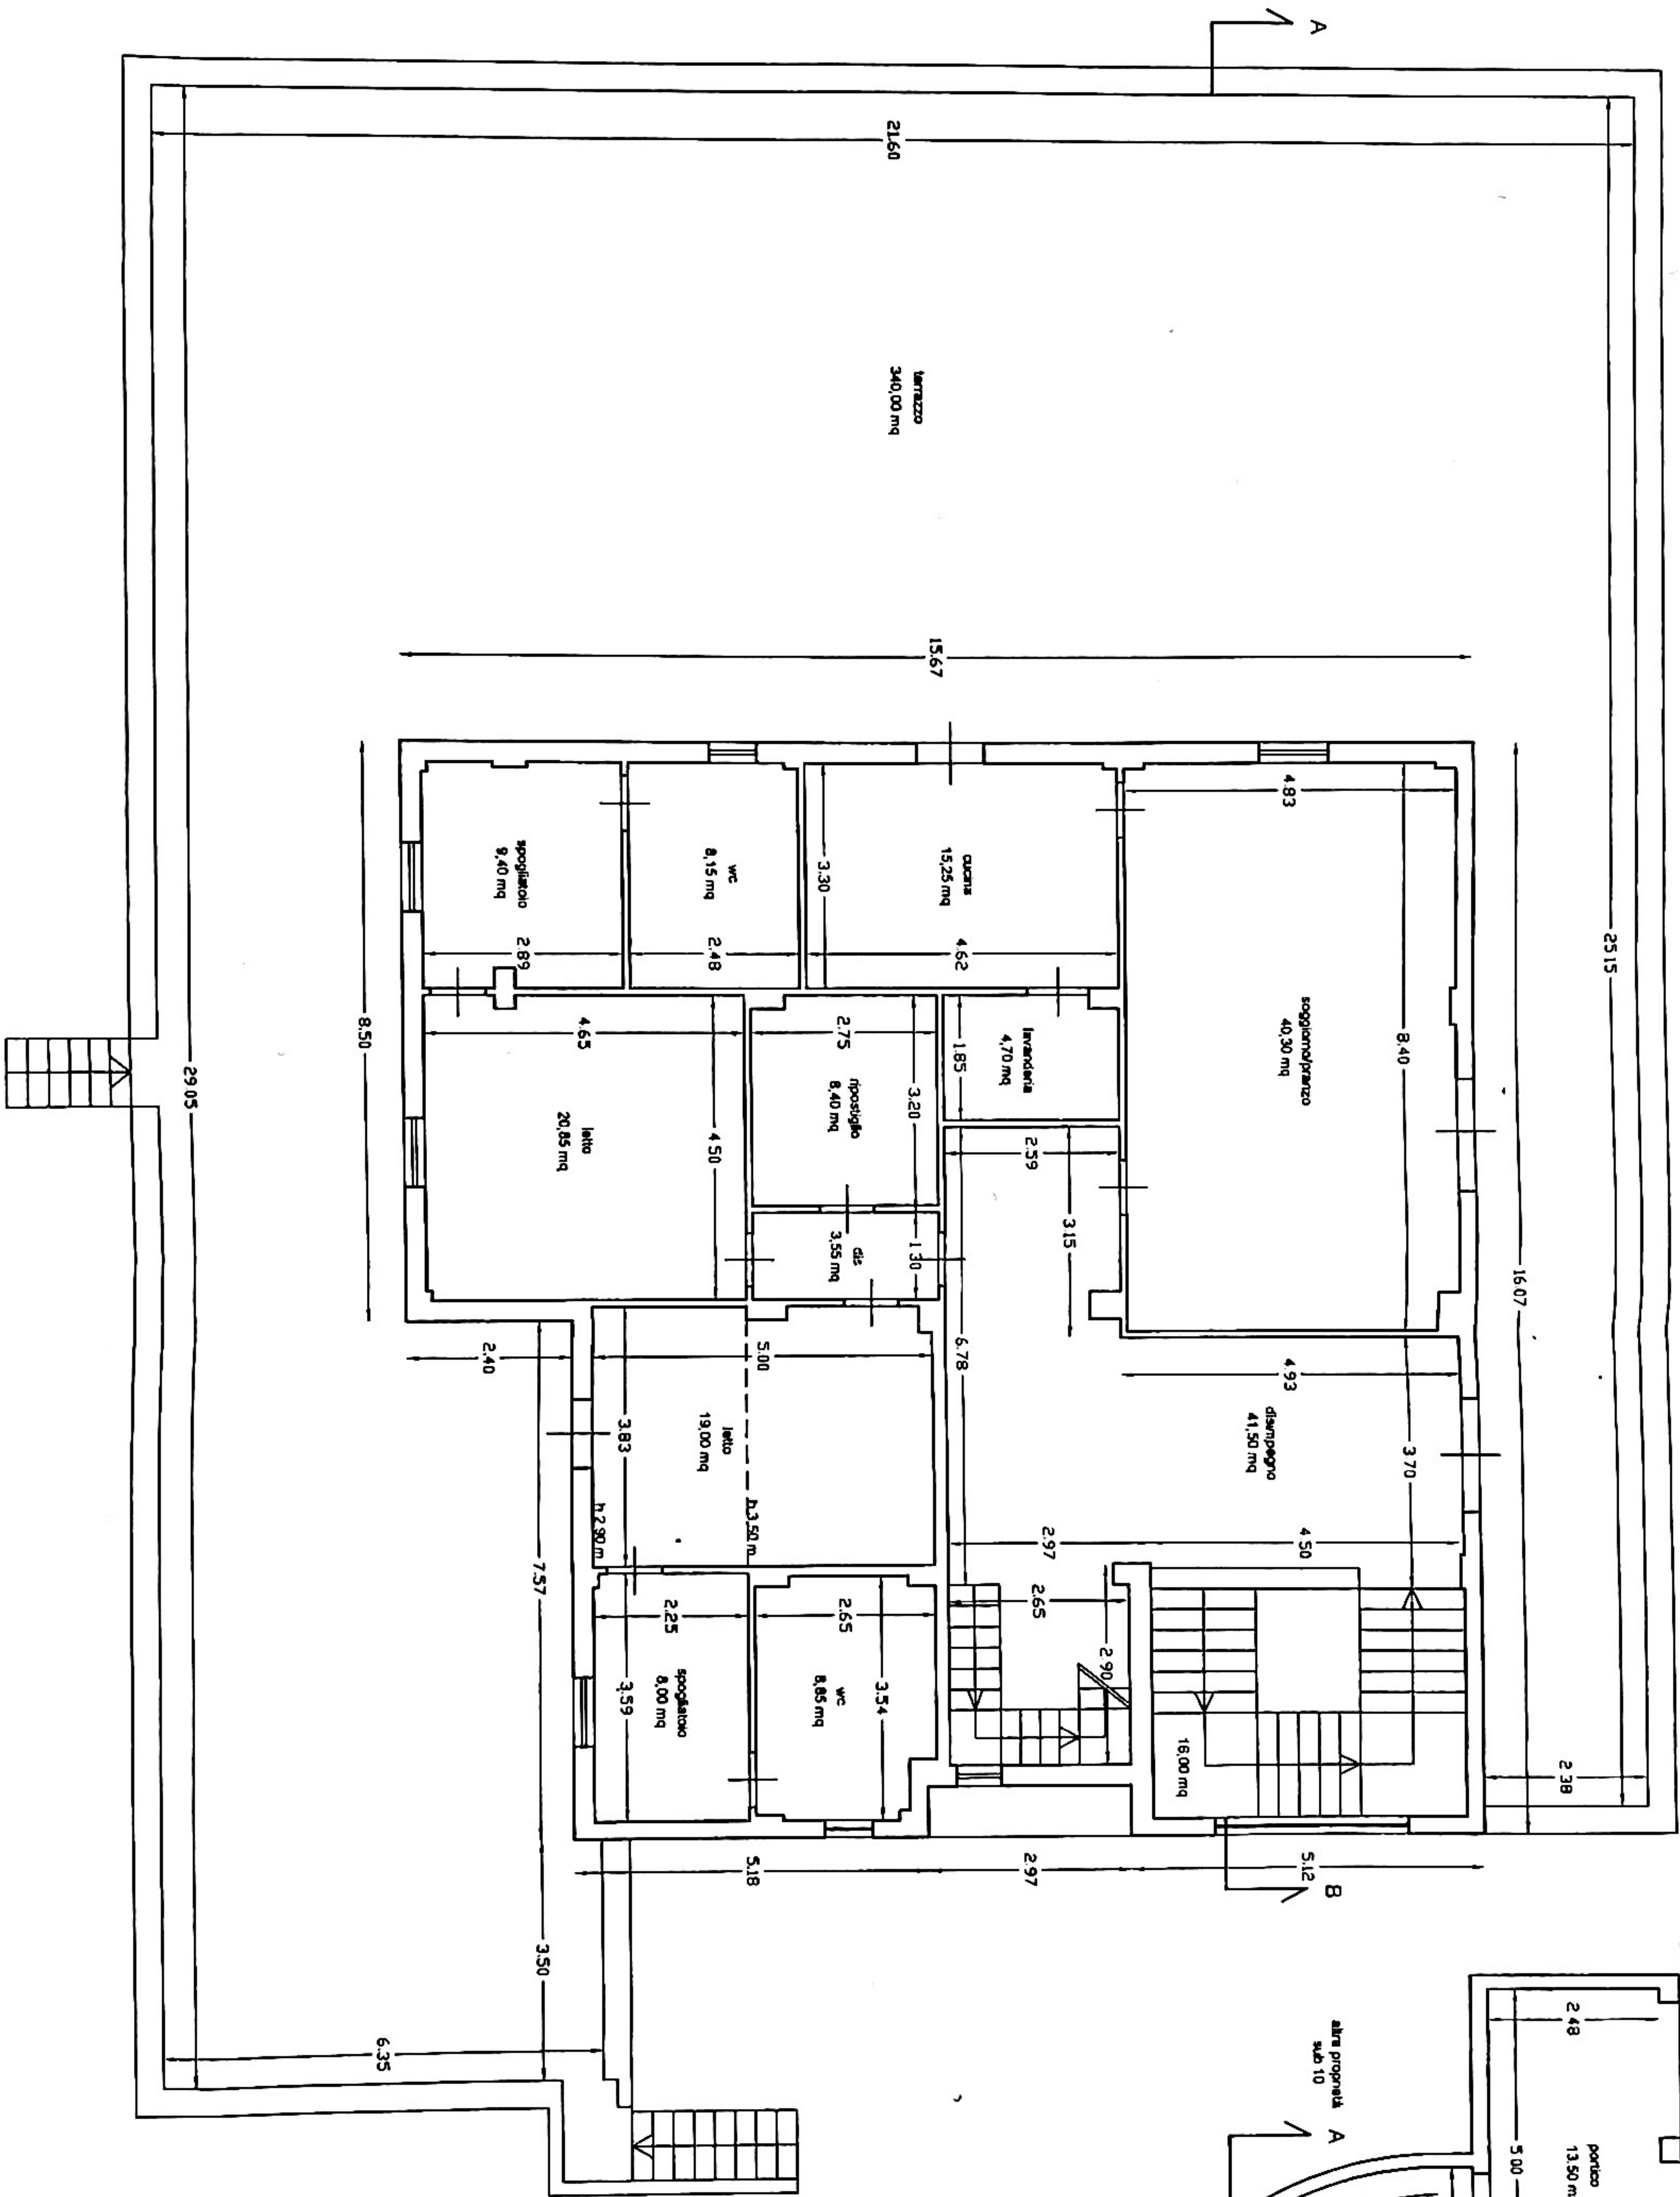 A
21.60
25.15
terrazzo
340,00 mq
15.67
16.07
8.50
29.05
4.83
8.40
soggiorno/pranzo
40,30 mq
cucina
15,25 mq
3.30
4.62
wc
8,15 mq
2.48
spogliatoio
9,40 mq
2.89
lavanderia
4,70 mq
1.85
ripostiglio
8,40 mq
2.75
3.20
letto
20,85 mq
4.65
4.50
2.59
3.15
dis
3,55 mq
1.30
6.78
4.93
disimpegno
41,50 mq
3.70
4.50
2.97
5.00
2.40
letto
19,00 mq
3.83
h 3,50 m
h 2,90 m
7.57
2.65
2.90
16,00 mq
2.38
2.65
wc
8,85 mq
3.54
2.25
spogliatoio
8,00 mq
3.59
5.12
B
2.97
5.18
3.50
6.35
2.48
altra proprietà
sub 10
5.00
portico
13.50 m
A